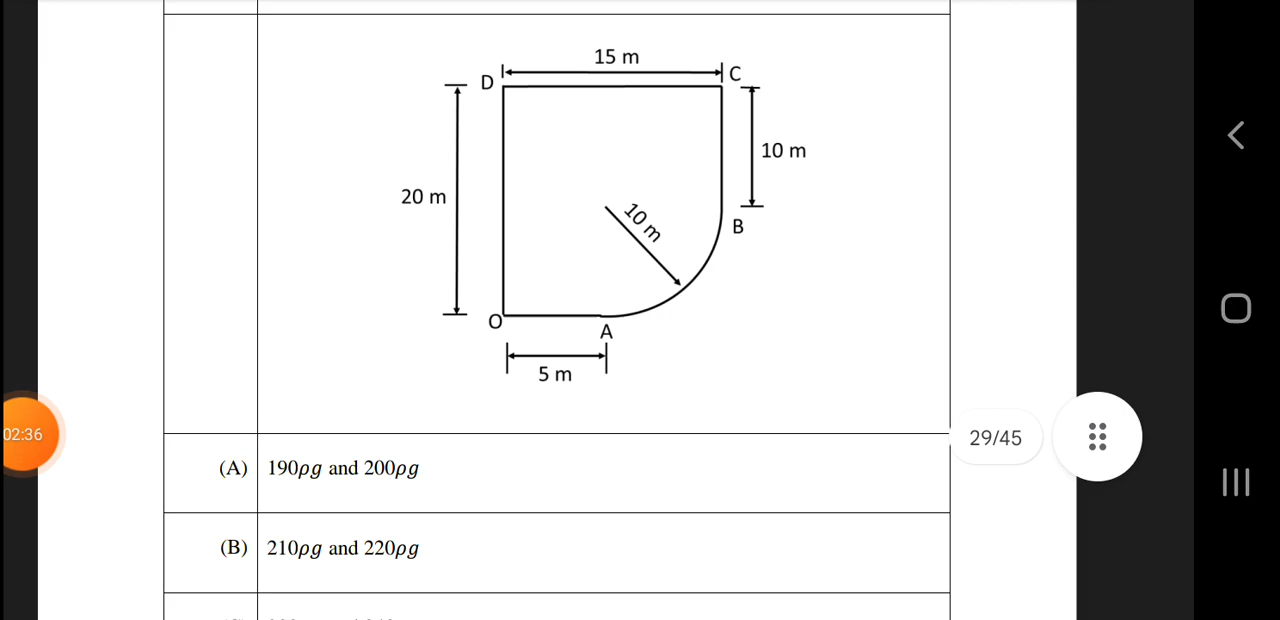 15 m
D
C
10 m
20 m
10 m
B
O
A
5 m
02:36
29/45
(A) 190ρg and 200ρg
(B) 210ρg and 220ρg